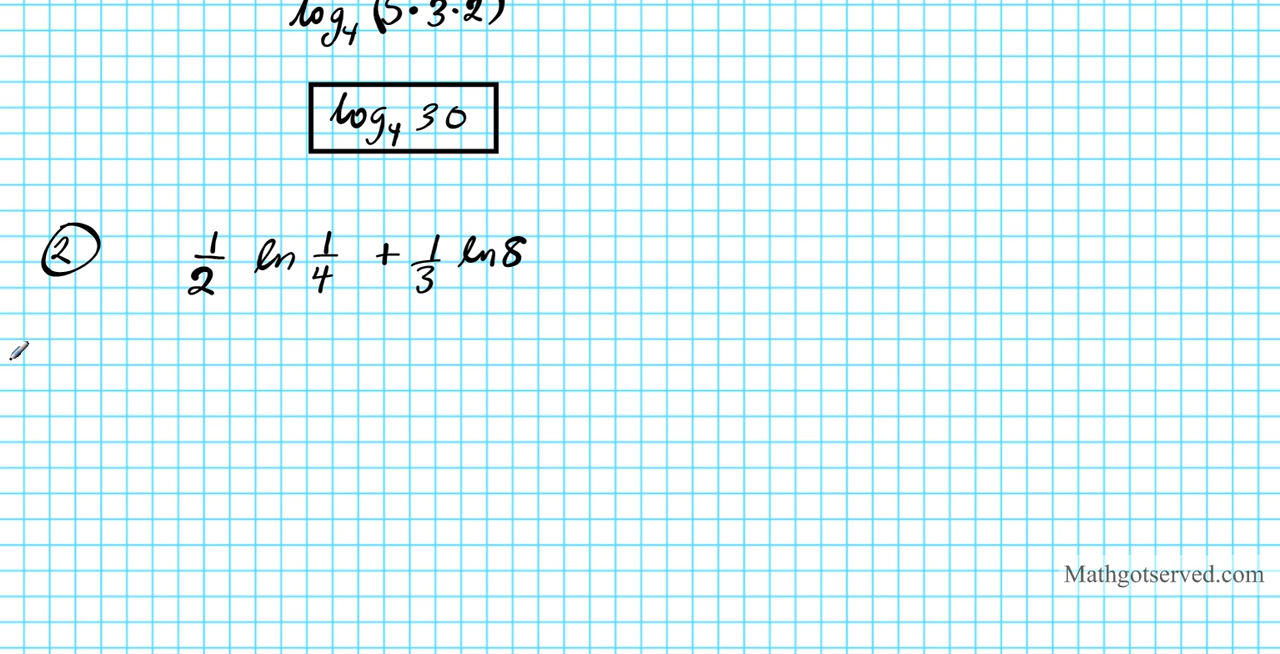 log₄ (5·3·2)
log₄ 30
② 1/2 ln 1/4 + 1/3 ln 8
Mathgotserved.com